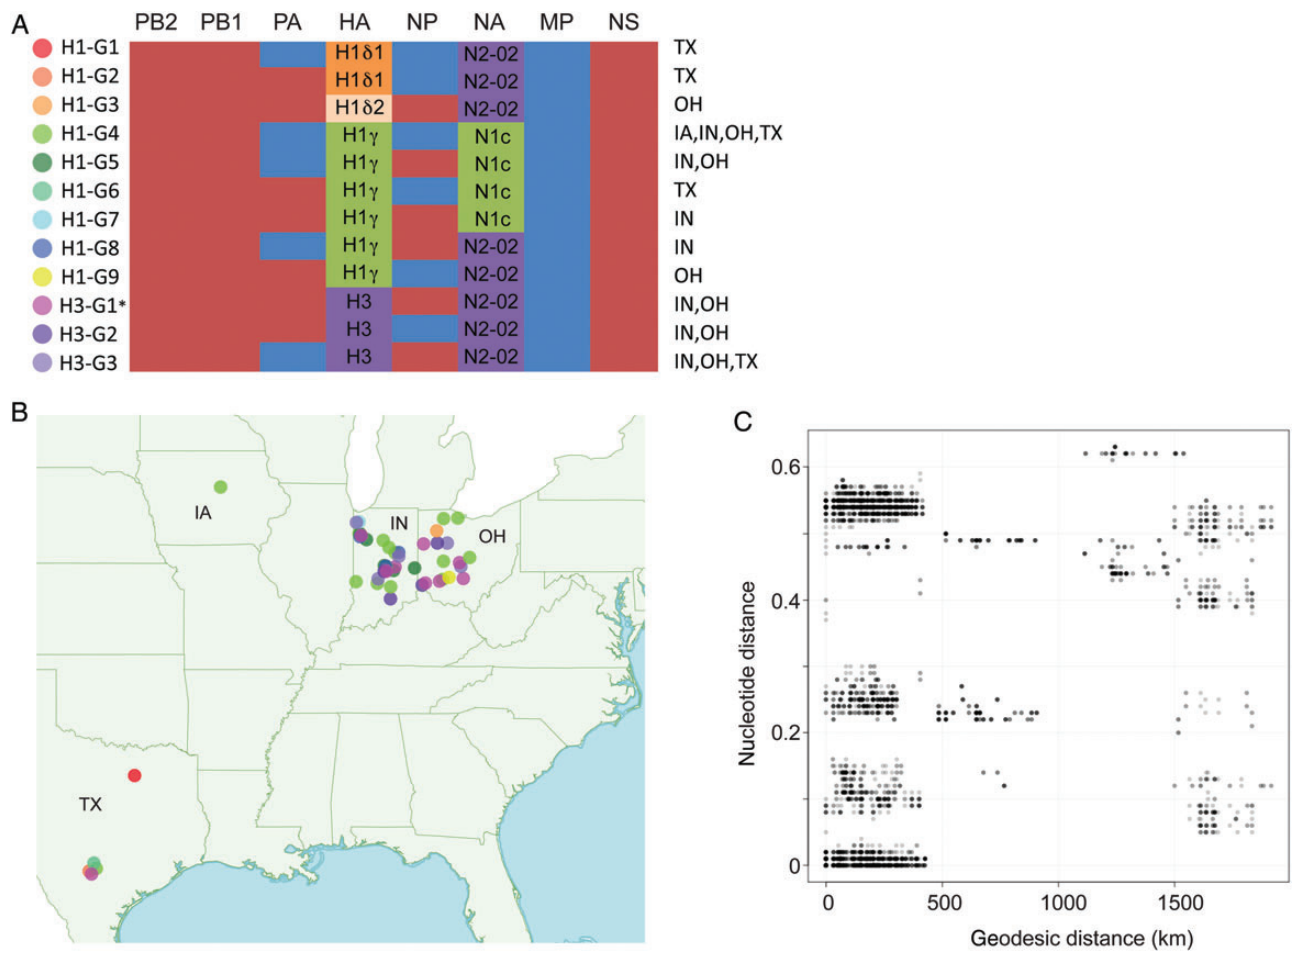 A
PB2 PB1 PA HA NP NA MP NS
H1-G1 H1δ1 N2-02 TX
H1-G2 H1δ1 N2-02 TX
H1-G3 H1δ2 N2-02 OH
H1-G4 H1γ N1c IA,IN,OH,TX
H1-G5 H1γ N1c IN,OH
H1-G6 H1γ N1c TX
H1-G7 H1γ N1c IN
H1-G8 H1γ N2-02 IN
H1-G9 H1γ N2-02 OH
H3-G1* H3 N2-02 IN,OH
H3-G2 H3 N2-02 IN,OH
H3-G3 H3 N2-02 IN,OH,TX
B
IA
IN
OH
TX
C
Nucleotide distance
0.6
0.4
0.2
0
0 500 1000 1500
Geodesic distance (km)